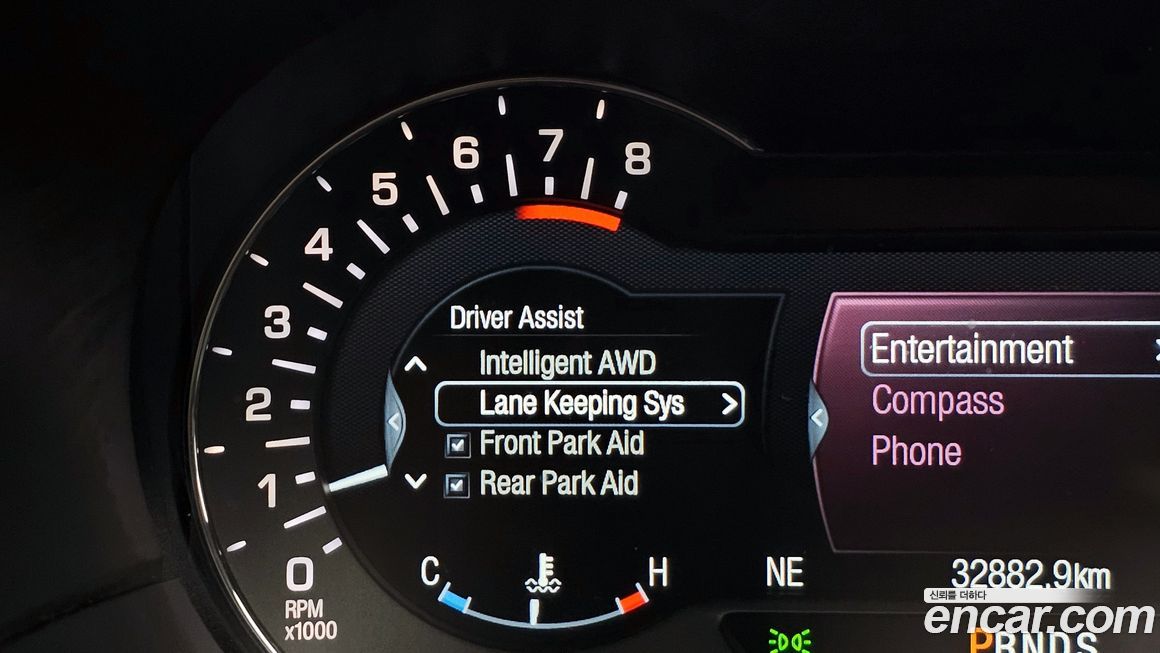 8
7
6
5
4
3
2
1
0
RPM
x1000
Driver Assist
Intelligent AWD
Lane Keeping Sys
Front Park Aid
Rear Park Aid
C
H
Entertainment
Compass
Phone
NE
32882.9km
신뢰를 더하다
encar.com
PRNDS